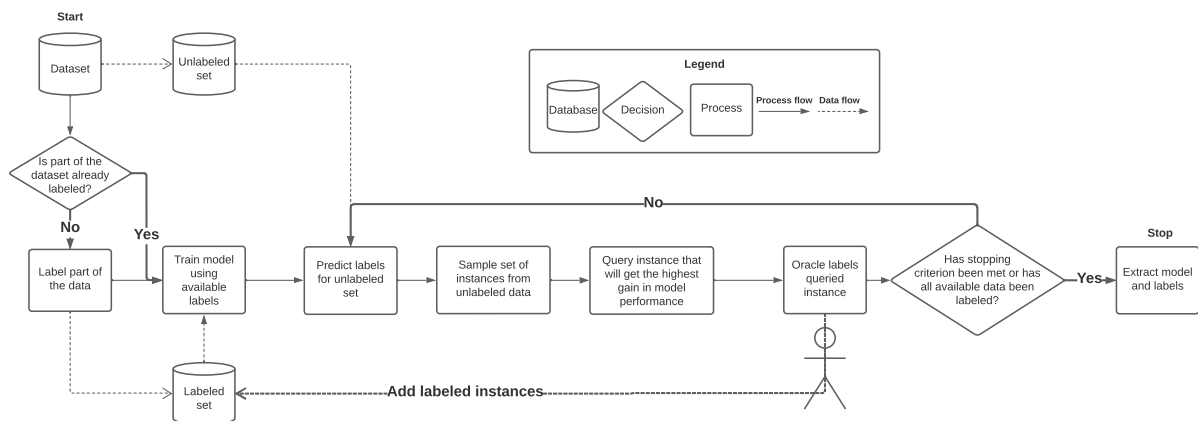 Start
Dataset
Unlabeled
set
Legend
Database
Decision
Process
Process flow
Data flow
Is part of the
dataset already
labeled?
No
Yes
No
Label part of
the data
Train model
using
available
labels
Predict labels
for unlabeled
set
Sample set of
instances from
unlabeled data
Query instance that
will get the highest
gain in model
performance
Oracle labels
queried
instance
Has stopping
criterion been met or has
all available data been
labeled?
Yes
Stop
Extract model
and labels
Labeled
set
Add labeled instances